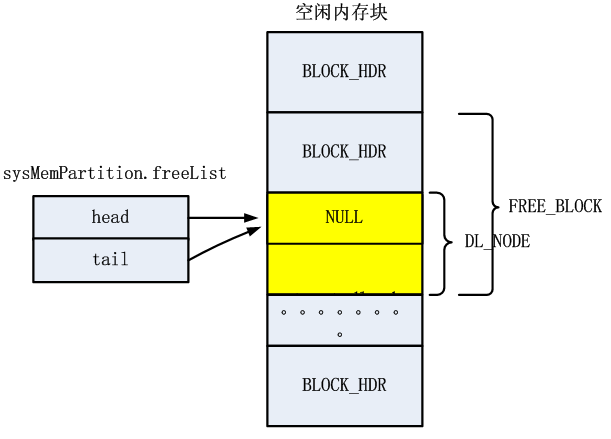 空闲内存块
BLOCK_HDR
BLOCK_HDR
sysMemPartition.freeList
head
tail
NULL
FREE_BLOCK
DL_NODE
。。。。。。。
。
BLOCK_HDR